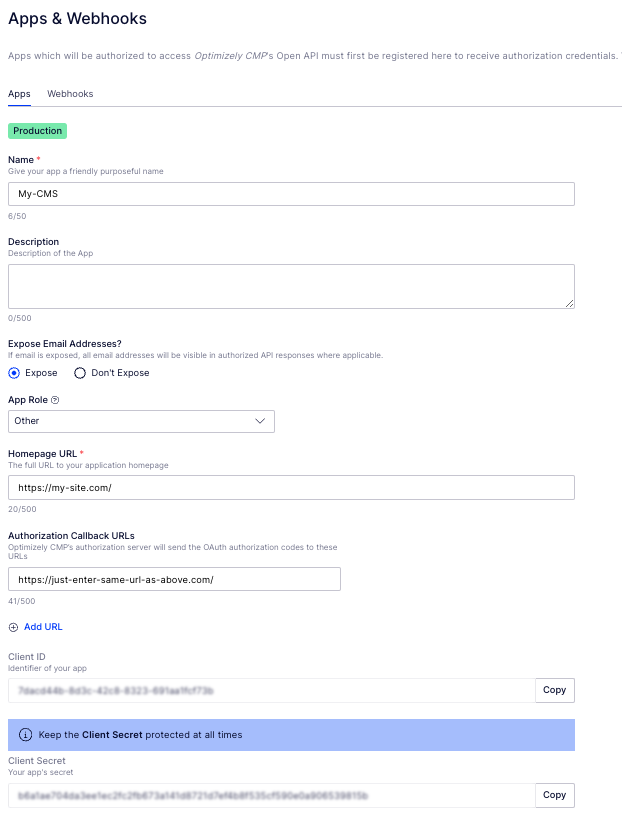 Apps & Webhooks
Apps which will be authorized to access Optimizely CMP's Open API must first be registered here to receive authorization credentials.
Apps Webhooks
Production
Name *
Give your app a friendly purposeful name
My-CMS
6/50
Description
Description of the App
0/500
Expose Email Addresses?
If email is exposed, all email addresses will be visible in authorized API responses where applicable.
Expose Don't Expose
App Role
Other
Homepage URL *
The full URL to your application homepage
https://my-site.com/
20/500
Authorization Callback URLs
Optimizely CMP's authorization server will send the OAuth authorization codes to these
URLs
https://just-enter-same-url-as-above.com/
41/500
Add URL
Client ID
Identifier of your app
Copy
Keep the Client Secret protected at all times
Client Secret
Your app's secret
Copy